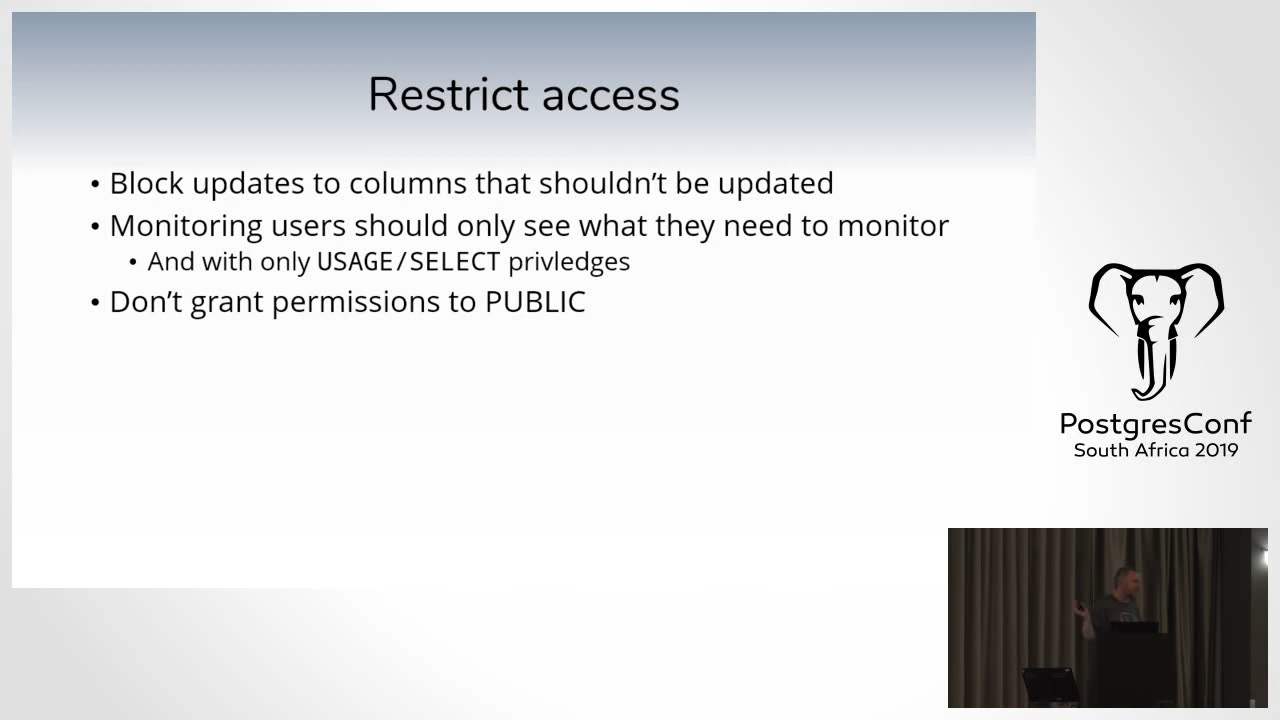 Restrict access
• Block updates to columns that shouldn’t be updated
• Monitoring users should only see what they need to monitor
• And with only USAGE/SELECT privledges
• Don’t grant permissions to PUBLIC
PostgresConf
South Africa 2019